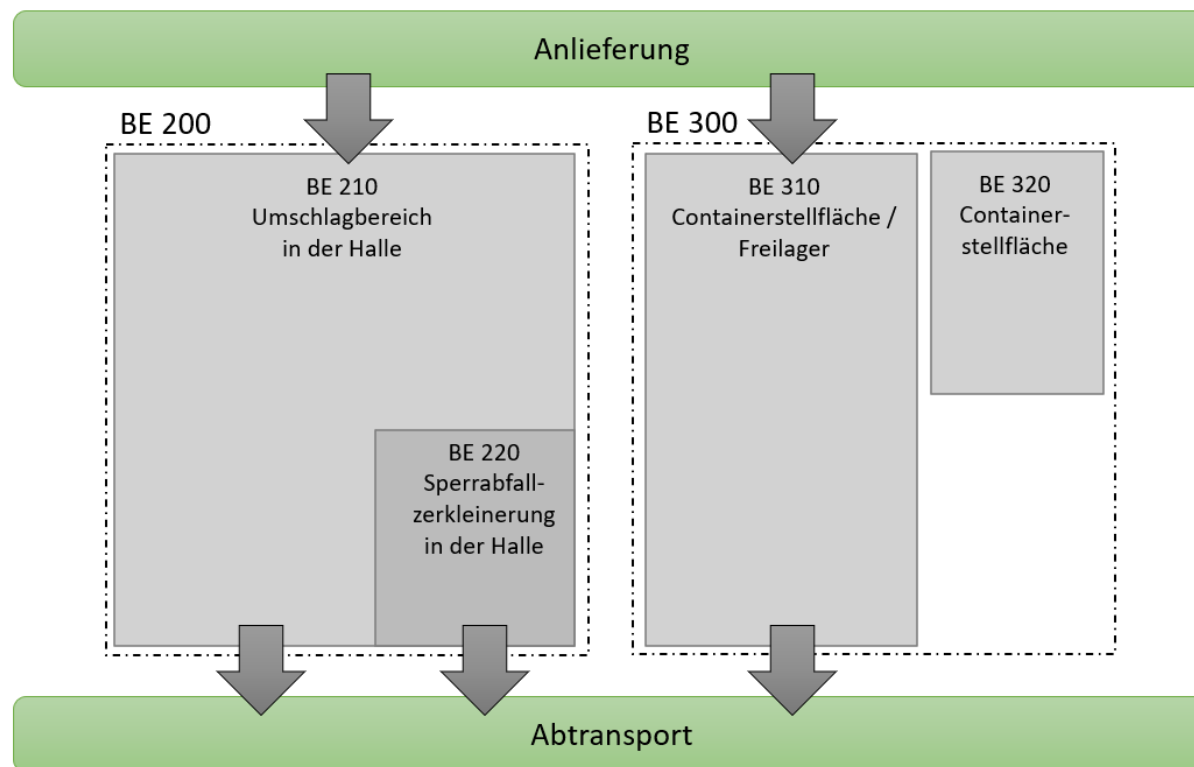 Anlieferung
BE 200
BE 210
Umschlagbereich
in der Halle
BE 220
Sperrabfall-
zerkleinerung
in der Halle
BE 300
BE 310
Containerstellfläche /
Freilager
BE 320
Container-
stellfläche
Abtransport